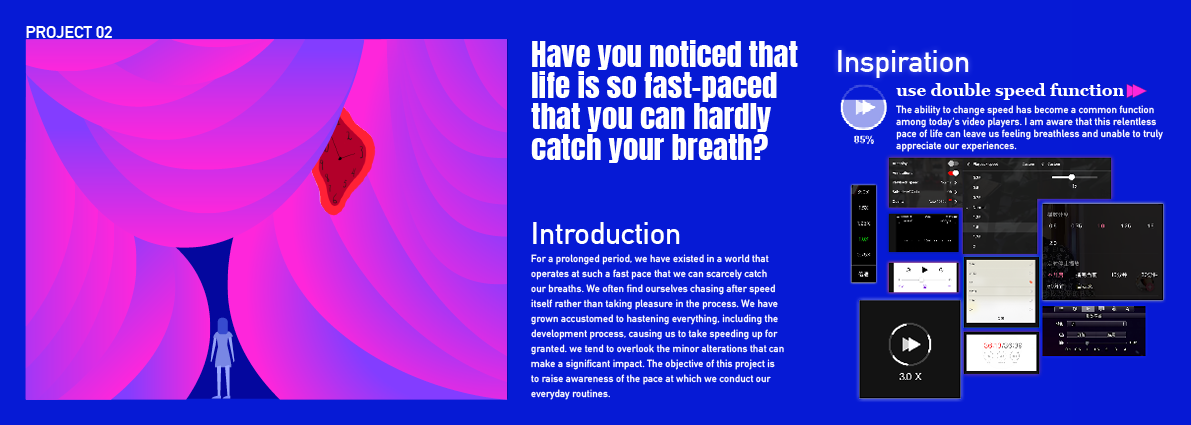 PROJECT 02
Have you noticed that
life is so fast-paced
that you can hardly
catch your breath?
Introduction
For a prolonged period, we have existed in a world that
operates at such a fast pace that we can scarcely catch
our breaths. We often find ourselves chasing after speed
itself rather than taking pleasure in the process. We have
grown accustomed to hastening everything, including the
development process, causing us to take speeding up for
granted. we tend to overlook the minor alterations that can
make a significant impact. The objective of this project is
to raise awareness of the pace at which we conduct our
everyday routines.
Inspiration
use double speed function
The ability to change speed has become a common function
among today's video players. I am aware that this relentless
pace of life can leave us feeling breathless and unable to truly
appreciate our experiences.
85%
3.0 X